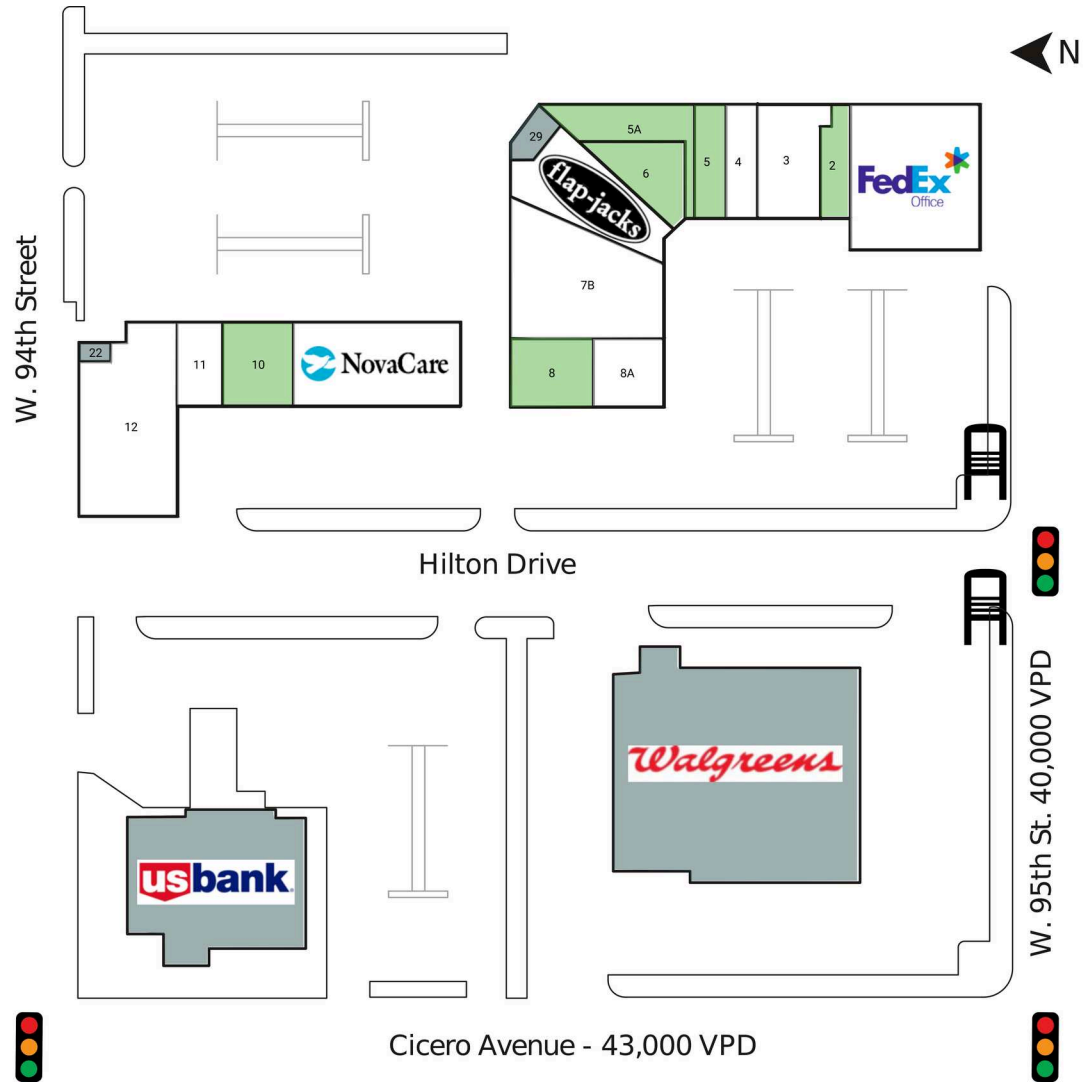 N
29
5A
6
5
4
3
2
FedEx
Office
flap-jacks
7B
8
8A
W. 94th Street
22
11
10
NovaCare
12
Hilton Drive
Walgreens
usbank
W. 95th St. 40,000 VPD
Cicero Avenue - 43,000 VPD